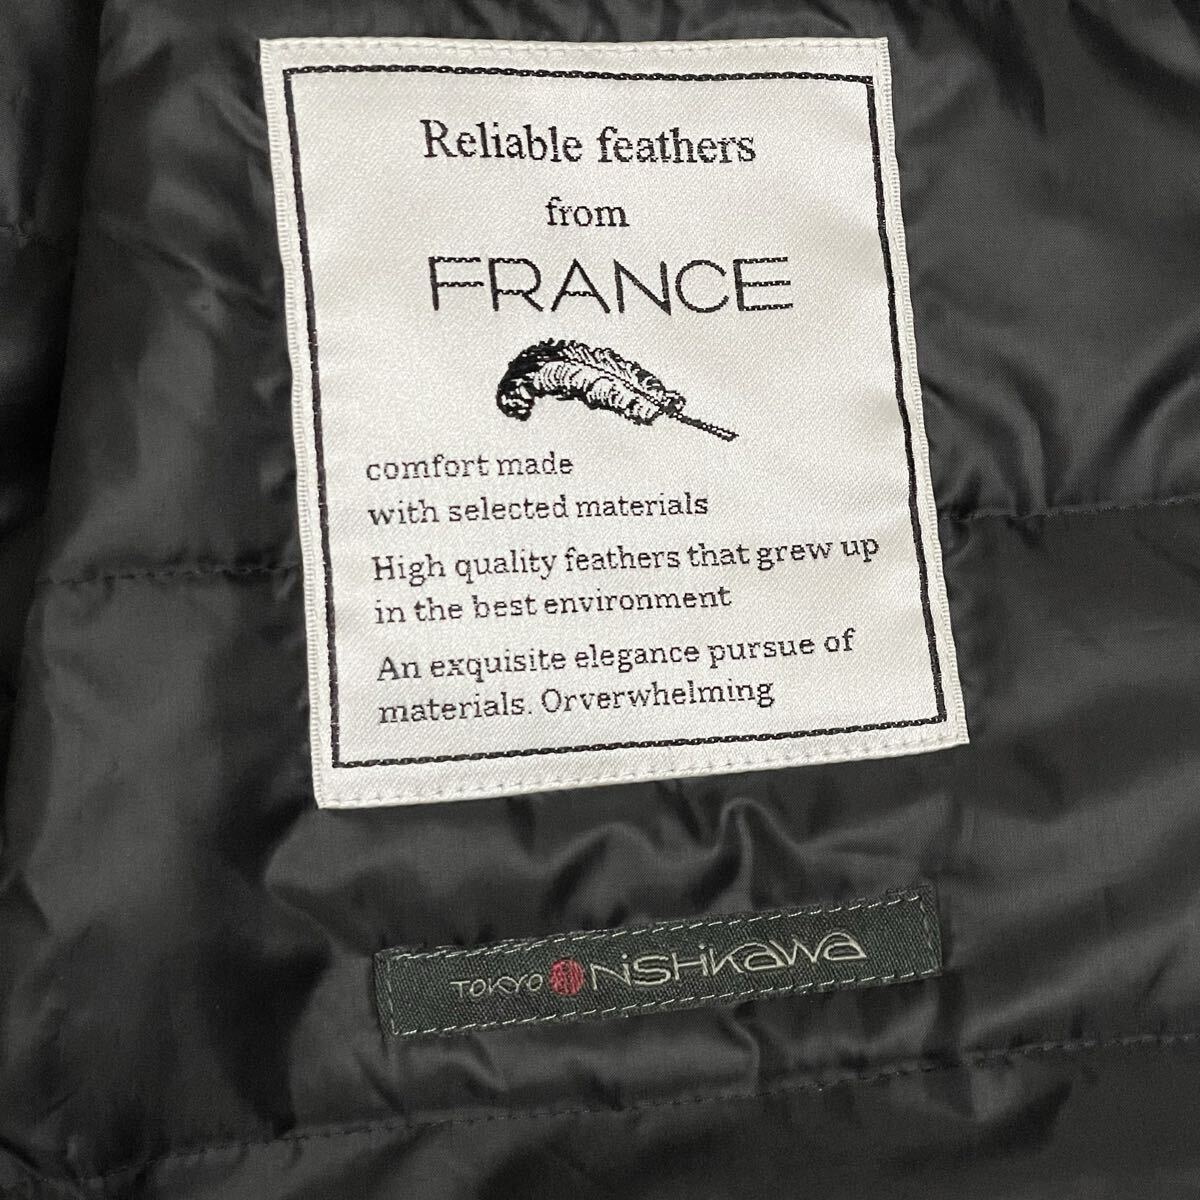 Reliable feathers
from
FRANCE
comfort made
with selected materials
High quality feathers that grew up
in the best environment
An exquisite elegance pursue of
materials. Orverwhelming
TOKYO NiSHiKaWa